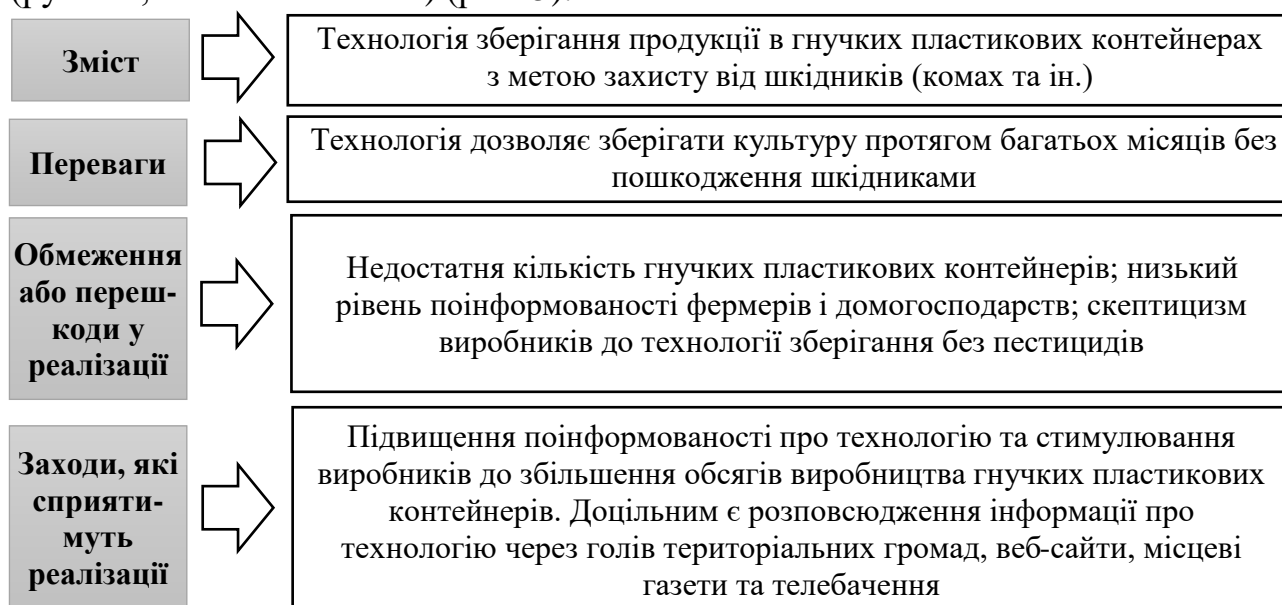 Зміст
Технологія зберігання продукції в гнучких пластикових контейнерах
з метою захисту від шкідників (комах та ін.)
Переваги
Технологія дозволяє зберігати культуру протягом багатьох місяців без
пошкодження шкідниками
Обмеження
або переш-
коди у
реалізації
Недостатня кількість гнучких пластикових контейнерів; низький
рівень поінформованості фермерів і домогосподарств; скептицизм
виробників до технології зберігання без пестицидів
Заходи, які
сприяти-
муть
реалізації
Підвищення поінформованості про технологію та стимулювання
виробників до збільшення обсягів виробництва гнучких пластикових
контейнерів. Доцільним є розповсюдження інформації про
технологію через голів територіальних громад, веб-сайти, місцеві
газети та телебачення